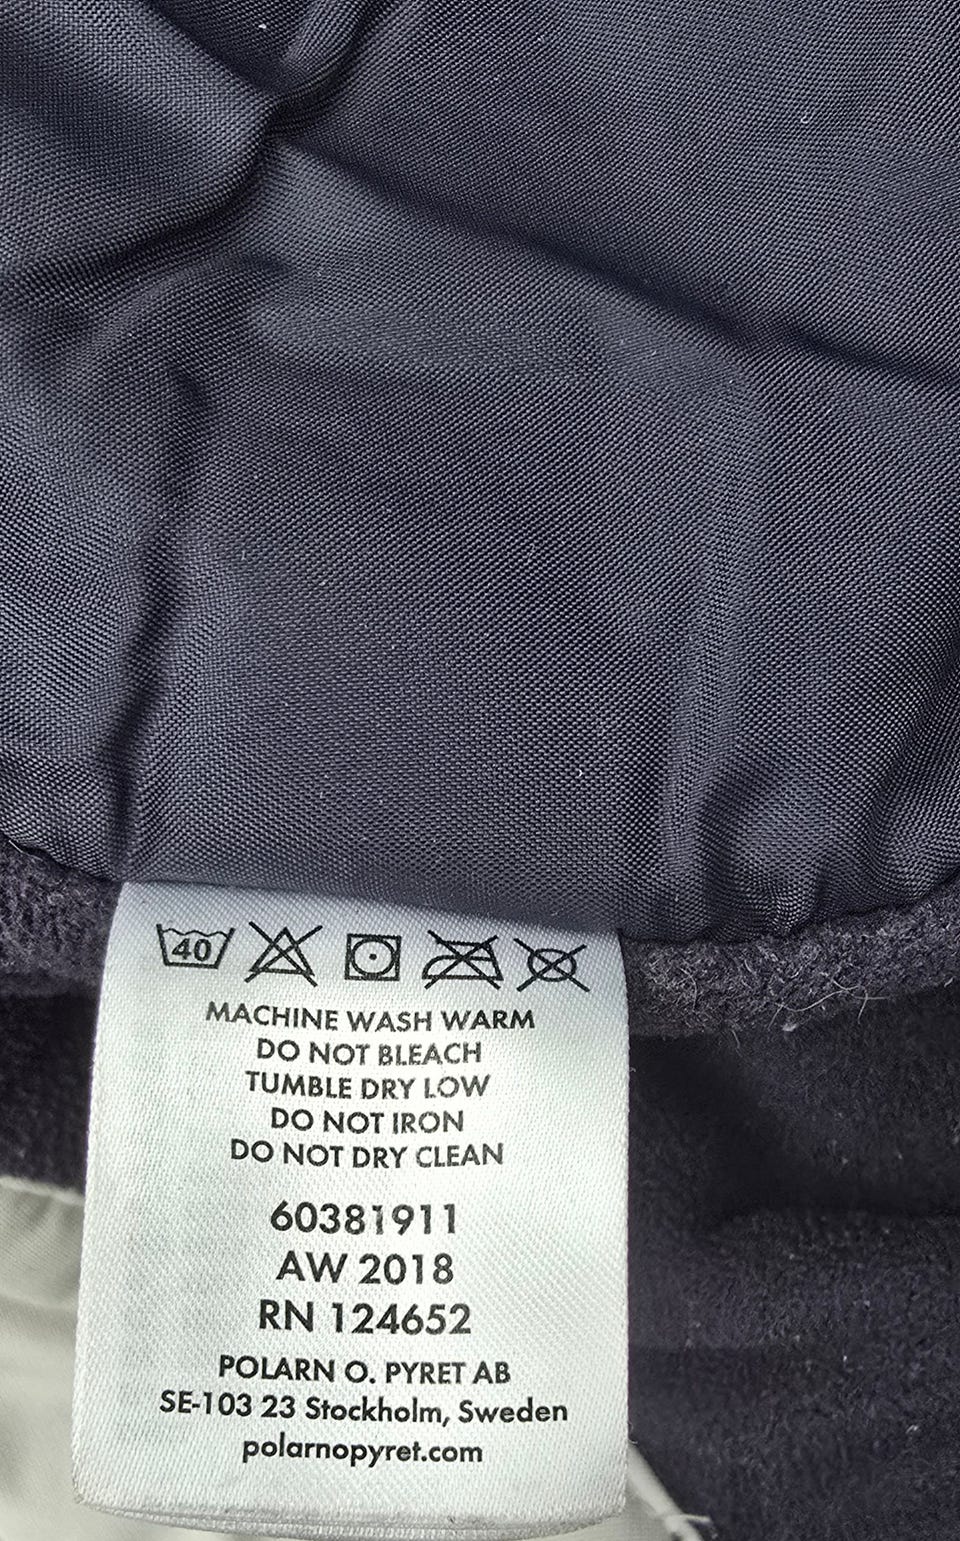 40
MACHINE WASH WARM
DO NOT BLEACH
TUMBLE DRY LOW
DO NOT IRON
DO NOT DRY CLEAN
60381911
AW 2018
RN 124652
POLARN O. PYRET AB
SE-103 23 Stockholm, Sweden
polarnopyret.com